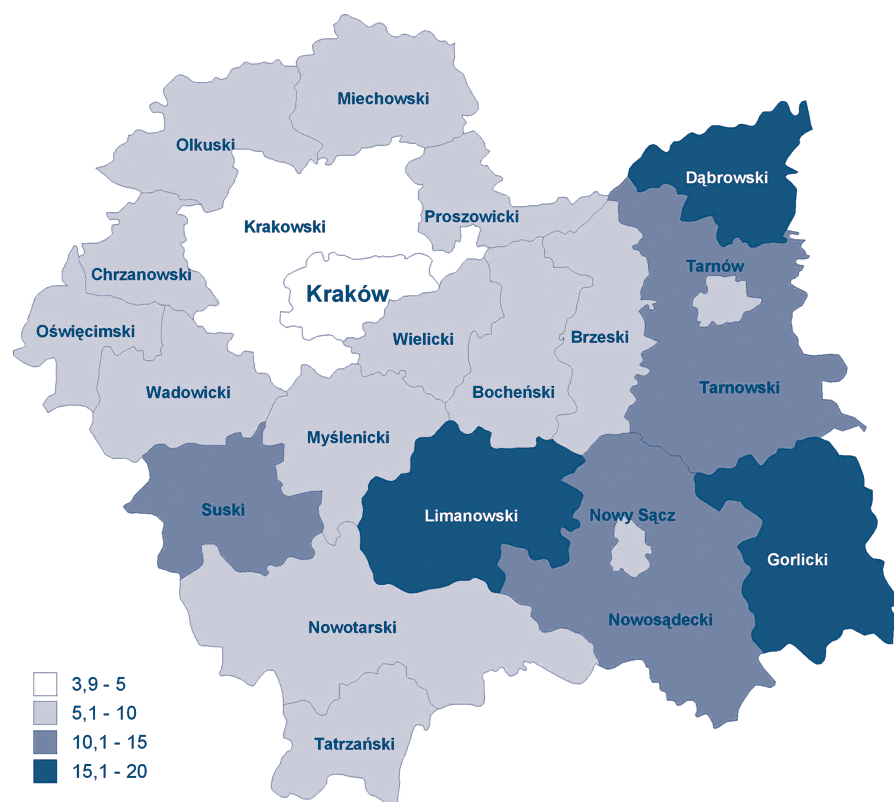 Miechowski
Olkuski
Dąbrowski
Proszowicki
Krakowski
Tarnów
Chrzanowski
Kraków
Oświęcimski
Wielicki
Brzeski
Wadowicki
Bocheński
Tarnowski
Myślenicki
Suski
Limanowski
Nowy Sącz
Gorlicki
Nowotarski
Nowosądecki
Tatrzański
3,9 - 5
5,1 - 10
10,1 - 15
15,1 - 20